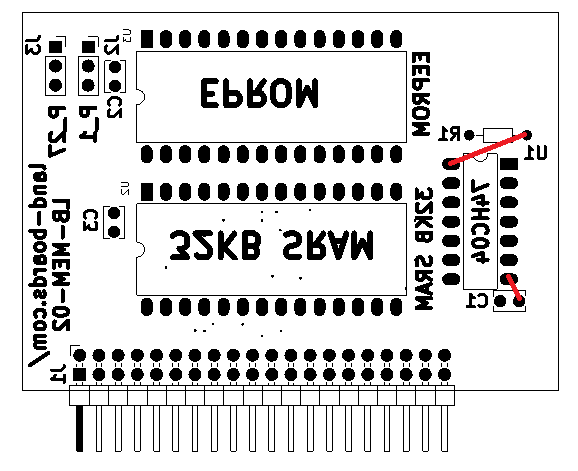 J3
J2
U3
EPROM
EEPROM
C2
P_27
P_1
R1
U1
U2
C3
32KB SRAM
32KB SRAM
74HC04
C1
LB-MEM-02
land-boards.com/
J1